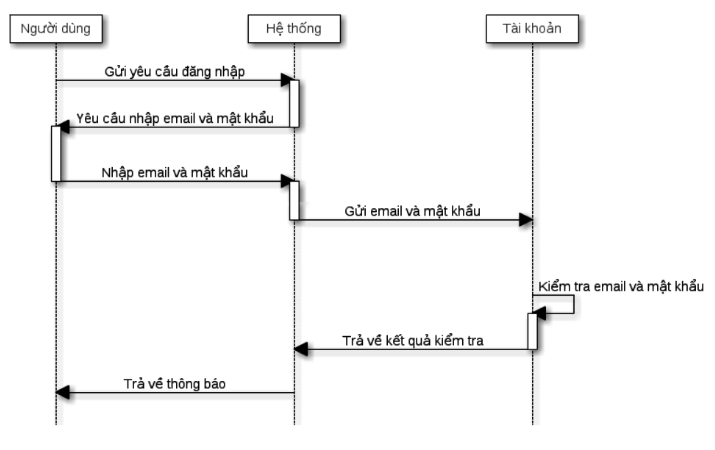 Người dùng
Hệ thống
Tài khoản
Gửi yêu cầu đăng nhập
Yêu cầu nhập email và mật khẩu
Nhập email và mật khẩu
Gửi email và mật khẩu
Kiểm tra email và mật khẩu
Trả về kết quả kiểm tra
Trả về thông báo